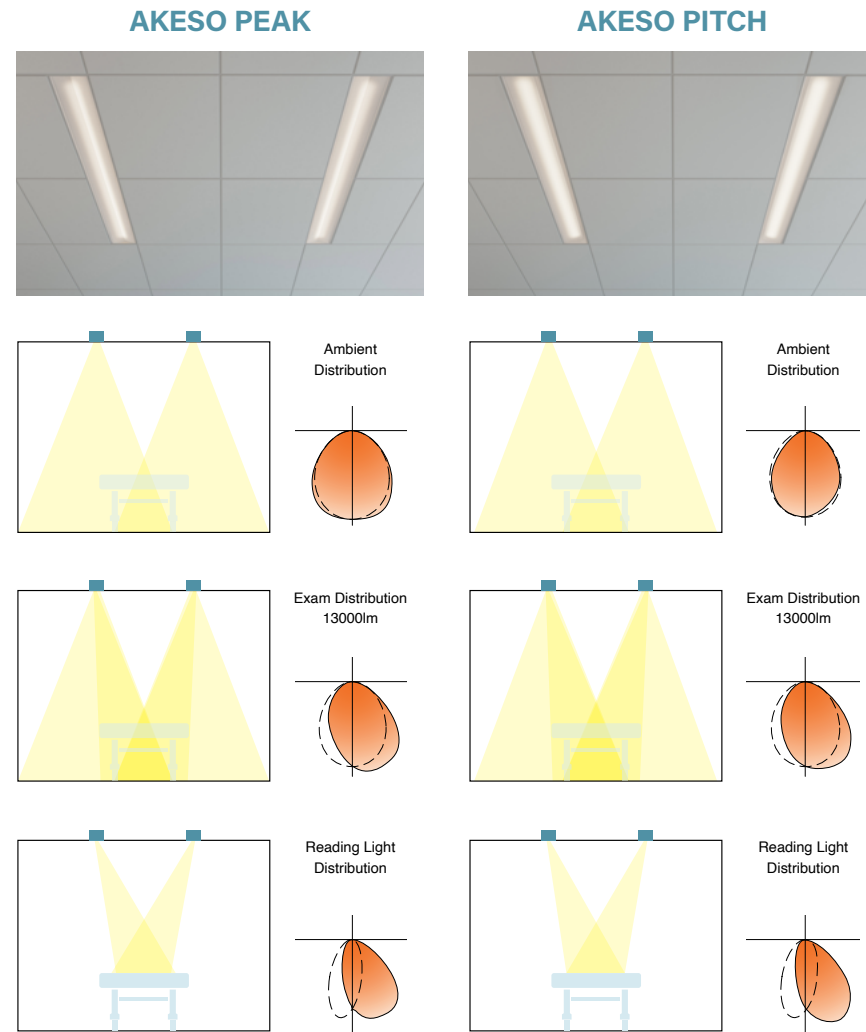 AKESO PEAK
AKESO PITCH
Ambient
Distribution
Ambient
Distribution
Exam Distribution
13000lm
Exam Distribution
13000lm
Reading Light
Distribution
Reading Light
Distribution